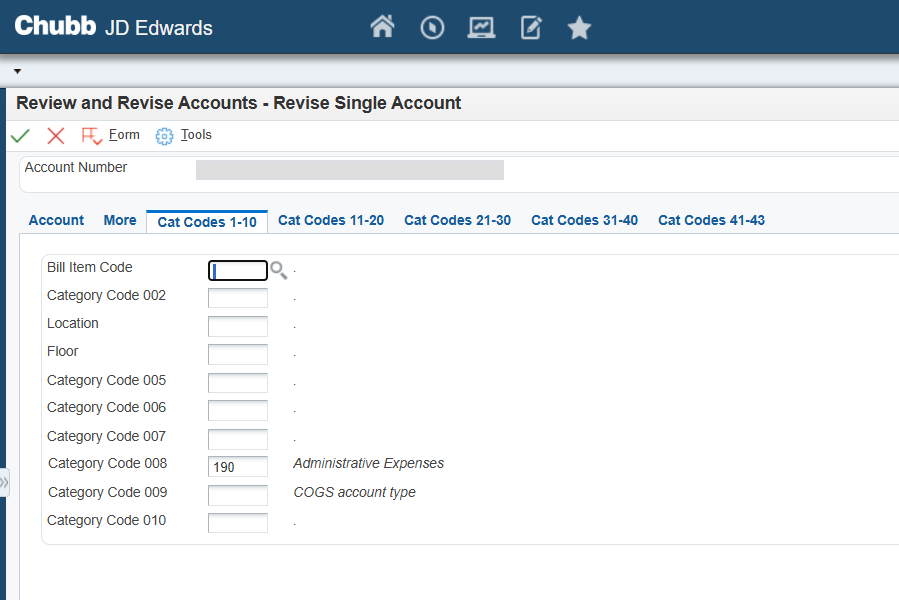 Chubb JD Edwards
Review and Revise Accounts - Revise Single Account
Form Tools
Account Number
Account More Cat Codes 1-10 Cat Codes 11-20 Cat Codes 21-30 Cat Codes 31-40 Cat Codes 41-43
Bill Item Code .
Category Code 002 .
Location .
Floor .
Category Code 005 .
Category Code 006 .
Category Code 007 .
Category Code 008 190 Administrative Expenses
Category Code 009 COGS account type
Category Code 010 .